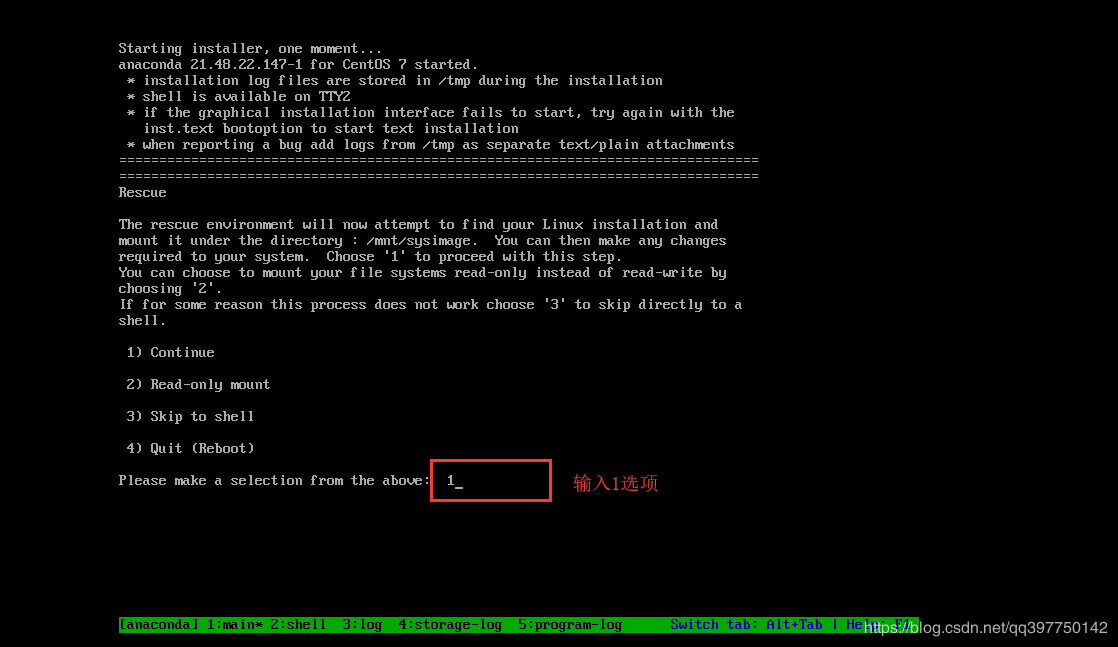 Starting installer, one moment...
anaconda 21.48.22.147-1 for CentOS 7 started.
* installation log files are stored in /tmp during the installation
* shell is available on TTY2
* if the graphical installation interface fails to start, try again with the
inst.text bootoption to start text installation
* when reporting a bug add logs from /tmp as separate text/plain attachments
================================================================================
================================================================================
Rescue
The rescue environment will now attempt to find your Linux installation and
mount it under the directory : /mnt/sysimage.  You can then make any changes
required to your system.  Choose '1' to proceed with this step.
You can choose to mount your file systems read-only instead of read-write by
choosing '2'.
If for some reason this process does not work choose '3' to skip directly to a
shell.
1) Continue
2) Read-only mount
3) Skip to shell
4) Quit (Reboot)
Please make a selection from the above:  1_
输入1选项
[anaconda] 1:main* 2:shell  3:log  4:storage-log  5:program-log      Switch tab: Alt+Tab | Help: F1
https://blog.csdn.net/qq397750142